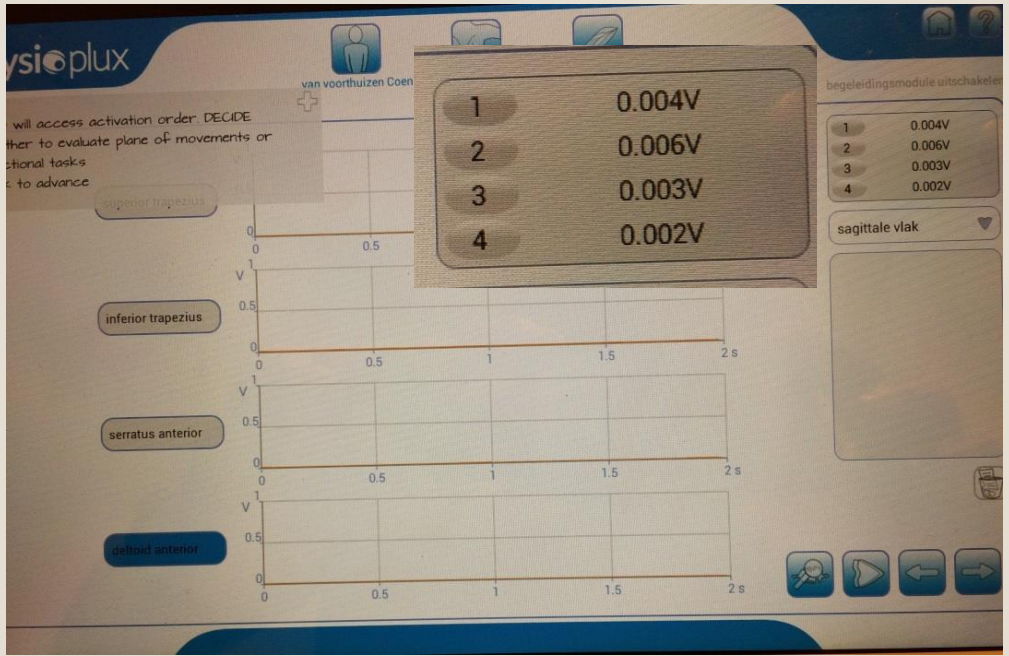 ysioplux
van voorthuizen Coen
begeleidingsmodule uitschakelen
will access activation order. DECIDE
ther to evaluate plane of movements or
ctional tasks
to advance
1 0.004V
2 0.006V
3 0.003V
4 0.002V
1 0.004V
2 0.006V
3 0.003V
4 0.002V
sagittale vlak
superior trapezius
0
0 0.5
inferior trapezius
V 1
0.5
0
0 0.5 1 1.5 2 s
serratus anterior
V 1
0.5
0
0 0.5 1 1.5 2 s
deltoid anterior
V 1
0.5
0
0 0.5 1 1.5 2 s